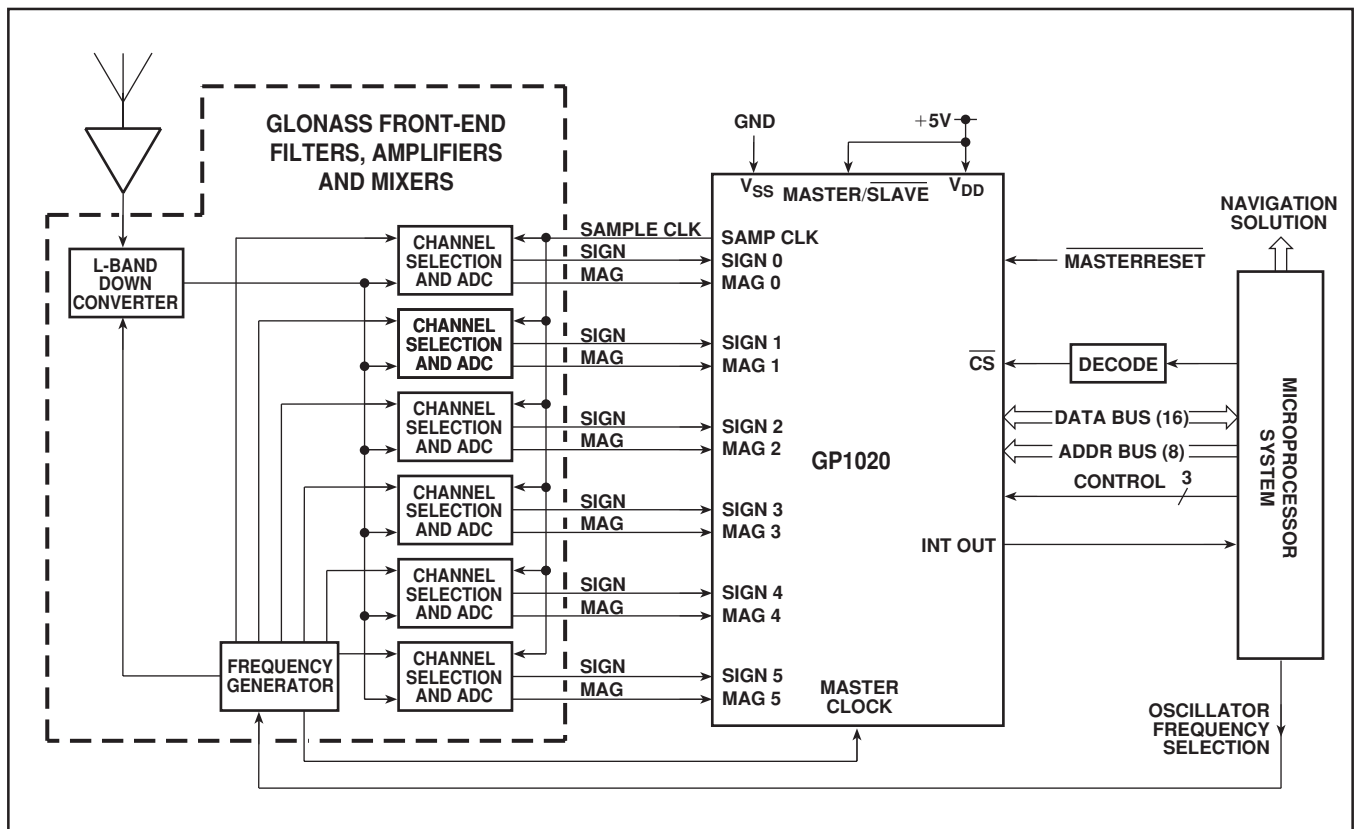 GLONASS FRONT-END
FILTERS, AMPLIFIERS
AND MIXERS
L-BAND
DOWN
CONVERTER
FREQUENCY
GENERATOR
CHANNEL
SELECTION
AND ADC
CHANNEL
SELECTION
AND ADC
CHANNEL
SELECTION
AND ADC
CHANNEL
SELECTION
AND ADC
CHANNEL
SELECTION
AND ADC
CHANNEL
SELECTION
AND ADC
SAMPLE CLK
SIGN
MAG
SIGN
MAG
SIGN
MAG
SIGN
MAG
SIGN
MAG
SIGN
MAG
GND
+5V
VSS
MASTER/SLAVE
VDD
SAMP CLK
SIGN 0
MAG 0
SIGN 1
MAG 1
SIGN 2
MAG 2
SIGN 3
MAG 3
SIGN 4
MAG 4
SIGN 5
MAG 5
GP1020
CS
INT OUT
MASTER
CLOCK
MASTERRESET
DECODE
DATA BUS (16)
ADDR BUS (8)
CONTROL 3
NAVIGATION
SOLUTION
MICROPROCESSOR
SYSTEM
OSCILLATOR
FREQUENCY
SELECTION